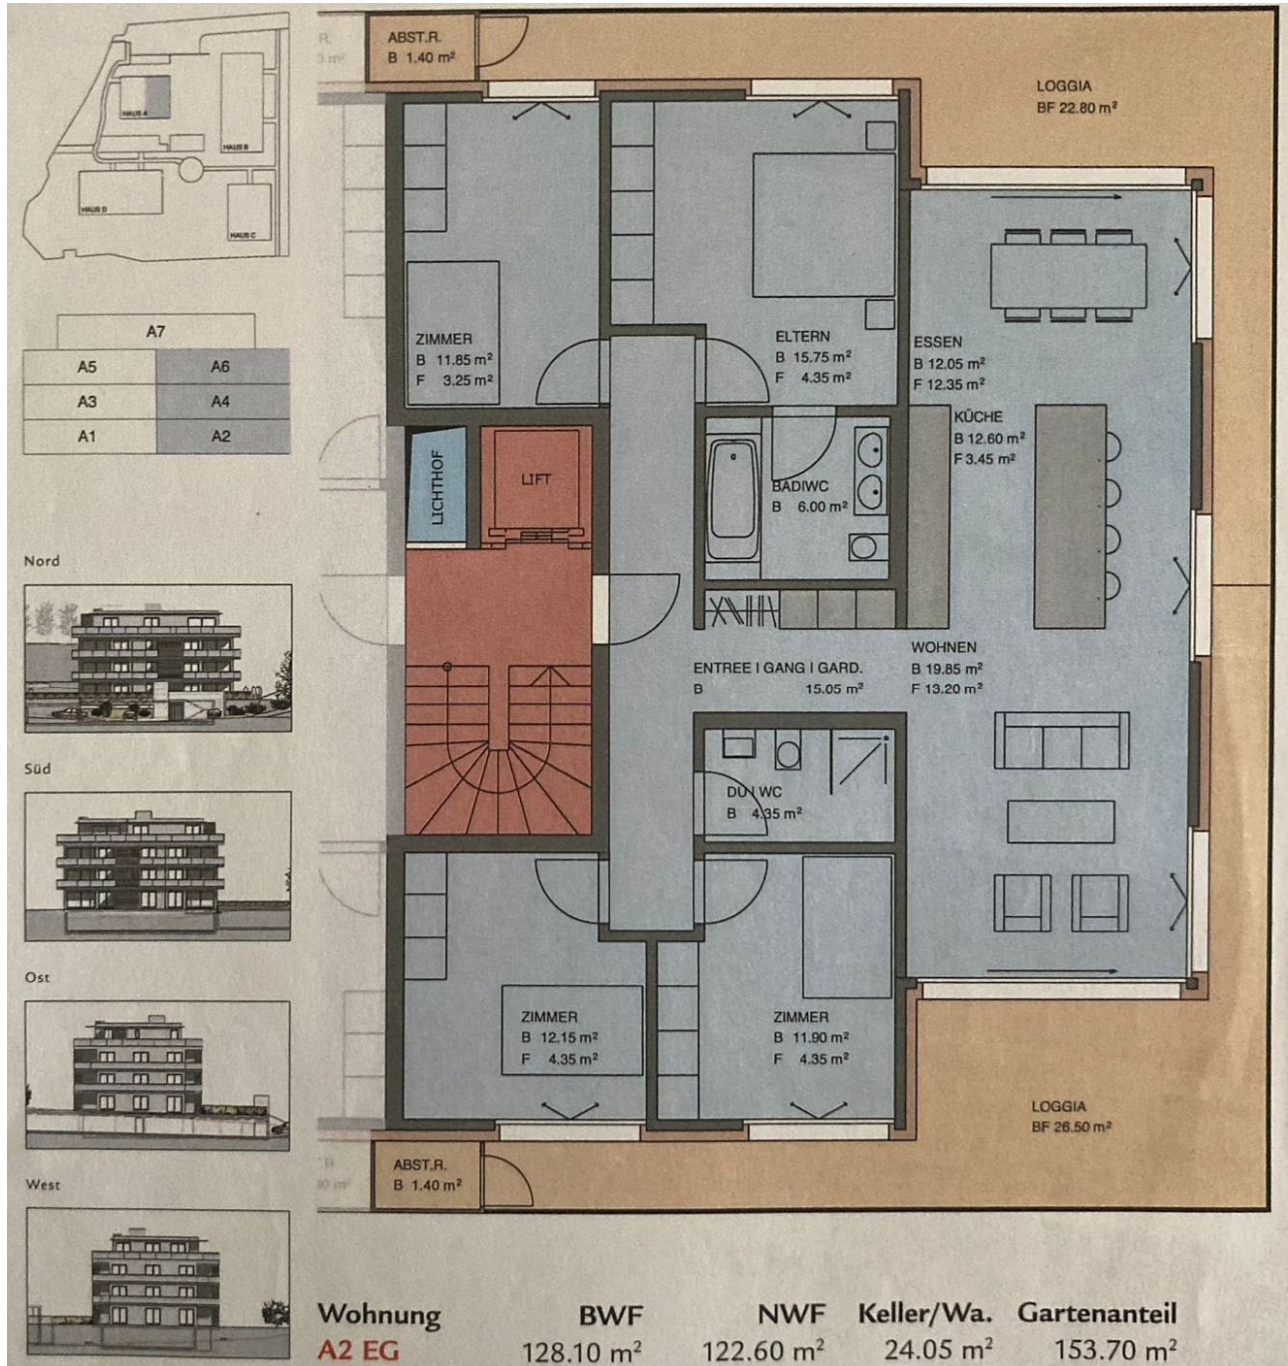 HAUS A
HAUS B
HAUS D
HAUS C
A7
A5 A6
A3 A4
A1 A2
Nord
Süd
Ost
West
ABST.R.
B 1.40 m²
LOGGIA
BF 22.80 m²
ZIMMER
B 11.85 m²
F 3.25 m²
ELTERN
B 15.75 m²
F 4.35 m²
ESSEN
B 12.05 m²
F 12.35 m²
KÜCHE
B 12.60 m²
F 3.45 m²
LICHTHOF
LIFT
BAD|WC
B 6.00 m²
ENTREE | GANG | GARD.
B 15.05 m²
WOHNEN
B 19.85 m²
F 13.20 m²
DU | WC
B 4.35 m²
ZIMMER
B 12.15 m²
F 4.35 m²
ZIMMER
B 11.90 m²
F 4.35 m²
LOGGIA
BF 26.50 m²
ABST.R.
B 1.40 m²
Wohnung BWF NWF Keller/Wa. Gartenanteil
A2 EG 128.10 m² 122.60 m² 24.05 m² 153.70 m²